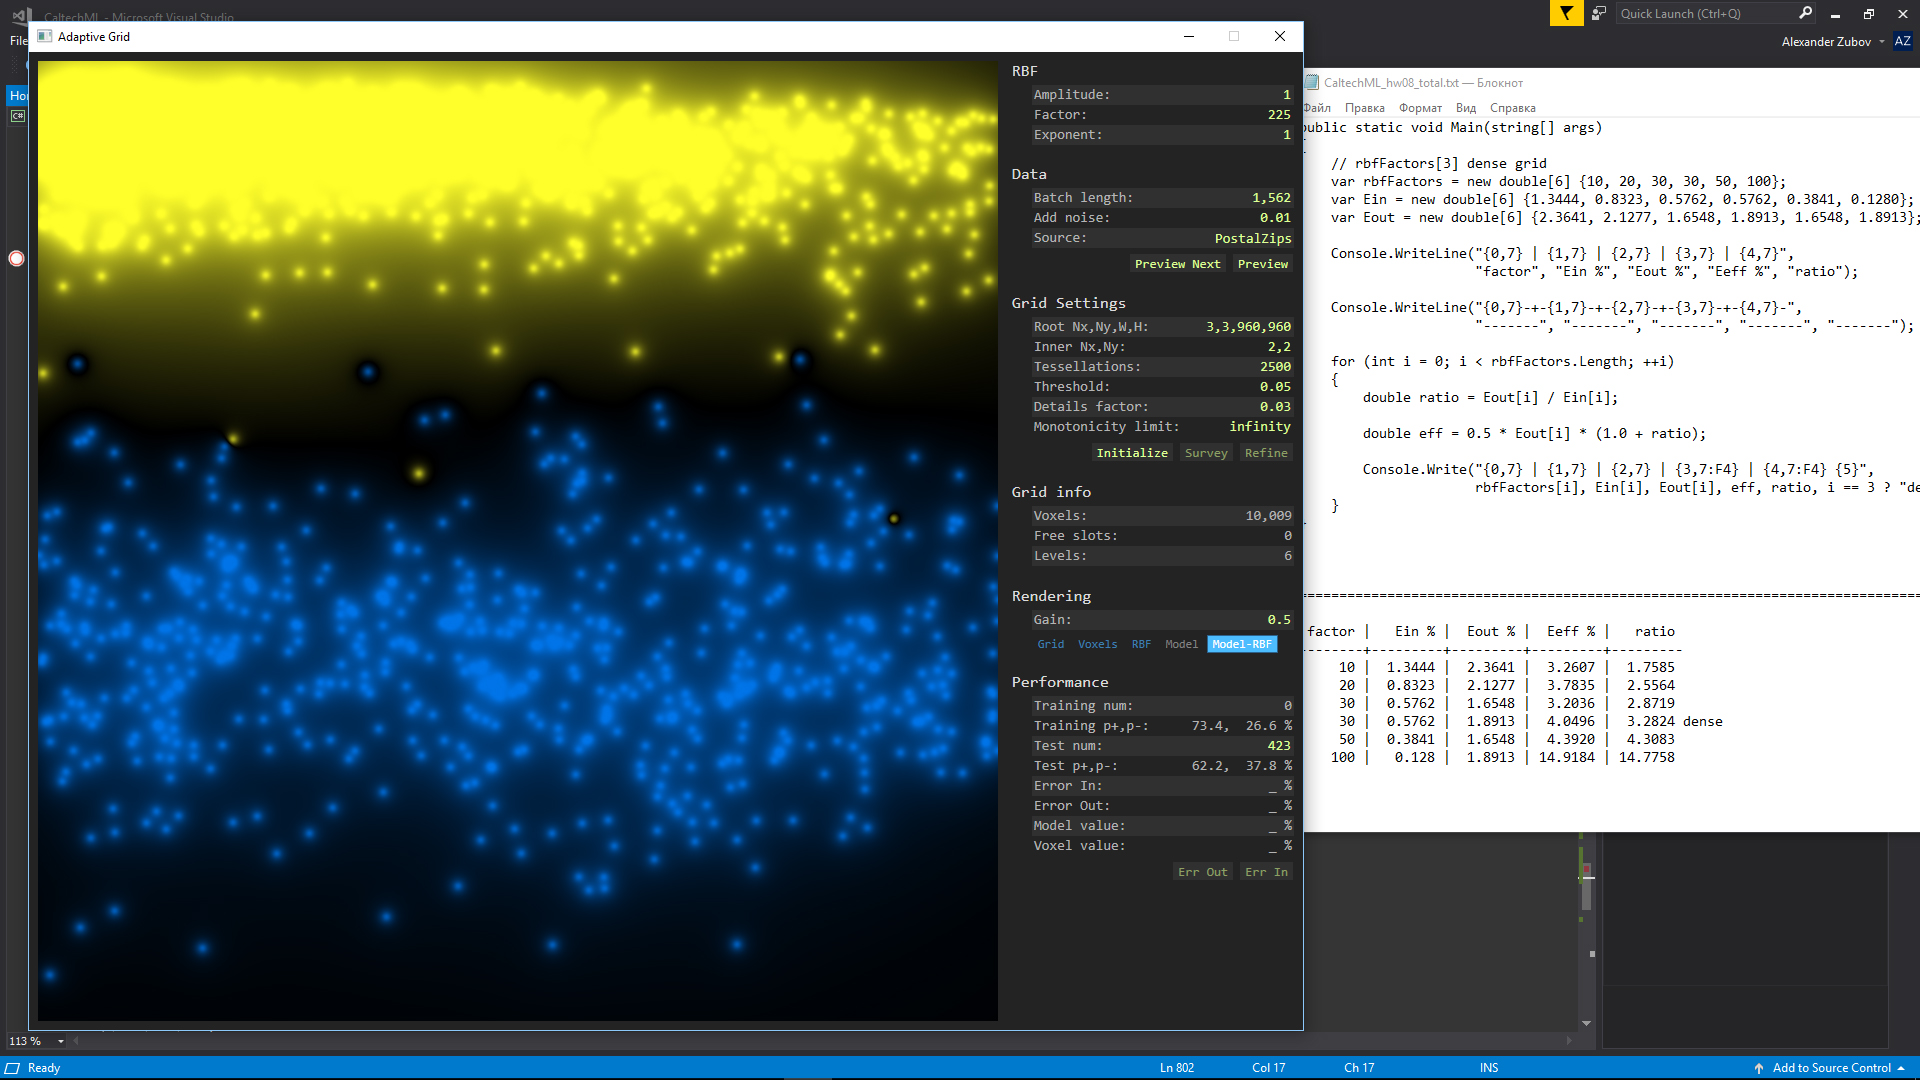 CaltechML - Microsoft Visual Studio
Quick Launch (Ctrl+Q)
File
Alexander Zubov
AZ
Adaptive Grid
RBF
Amplitude: 1
Factor: 225
Exponent: 1
Data
Batch length: 1,562
Add noise: 0.01
Source: PostalZips
Preview Next Preview
Grid Settings
Root Nx,Ny,W,H: 3,3,960,960
Inner Nx,Ny: 2,2
Tessellations: 2500
Threshold: 0.05
Details factor: 0.03
Monotonicity limit: infinity
Initialize Survey Refine
Grid info
Voxels: 10,009
Free slots: 0
Levels: 6
Rendering
Gain: 0.5
Grid Voxels RBF Model Model-RBF
Performance
Training num: 0
Training p+,p-: 73.4, 26.6 %
Test num: 423
Test p+,p-: 62.2, 37.8 %
Error In: _ %
Error Out: _ %
Model value: _ %
Voxel value: _ %
Err Out Err In
CaltechML_hw08_total.txt — Блокнот
Файл Правка Формат Вид Справка
public static void Main(string[] args)
// rbfFactors[3] dense grid
var rbfFactors = new double[6] {10, 20, 30, 30, 50, 100};
var Ein = new double[6] {1.3444, 0.8323, 0.5762, 0.5762, 0.3841, 0.1280};
var Eout = new double[6] {2.3641, 2.1277, 1.6548, 1.8913, 1.6548, 1.8913};
Console.WriteLine("{0,7} | {1,7} | {2,7} | {3,7} | {4,7}",
"factor", "Ein %", "Eout %", "Eeff %", "ratio");
Console.WriteLine("{0,7}-+-{1,7}-+-{2,7}-+-{3,7}-+-{4,7}-",
"-------", "-------", "-------", "-------", "-------");
for (int i = 0; i < rbfFactors.Length; ++i)
{
double ratio = Eout[i] / Ein[i];
double eff = 0.5 * Eout[i] * (1.0 + ratio);
Console.Write("{0,7} | {1,7} | {2,7} | {3,7:F4} | {4,7:F4} {5}",
rbfFactors[i], Ein[i], Eout[i], eff, ratio, i == 3 ? "de
}
factor | Ein % | Eout % | Eeff % | ratio
--------+---------+---------+---------+---------
10 | 1.3444 | 2.3641 | 3.2607 | 1.7585
20 | 0.8323 | 2.1277 | 3.7835 | 2.5564
30 | 0.5762 | 1.6548 | 3.2036 | 2.8719
30 | 0.5762 | 1.8913 | 4.0496 | 3.2824 dense
50 | 0.3841 | 1.6548 | 4.3920 | 4.3083
100 | 0.128 | 1.8913 | 14.9184 | 14.7758
113 %
Ready
Ln 802
Col 17
Ch 17
INS
Add to Source Control